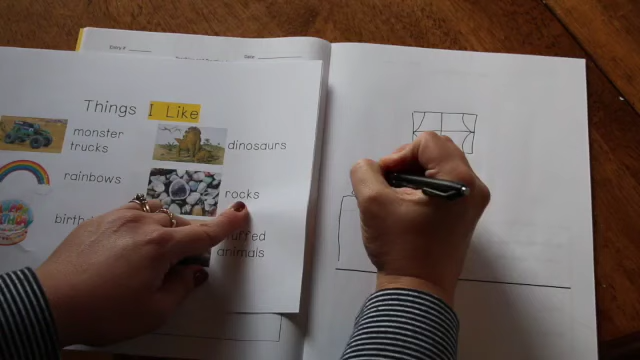 Things I Like
monster
trucks
dinosaurs
rainbows
rocks
animals